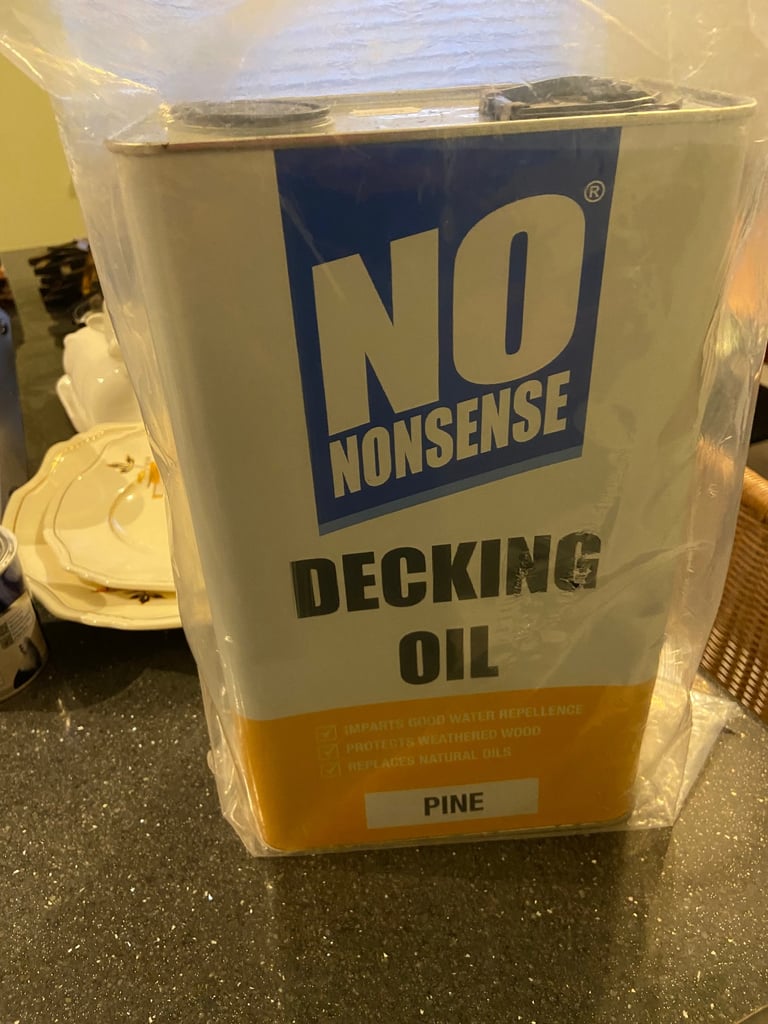 NO®
NONSENSE
DECKING
OIL
IMPARTS GOOD WATER REPELLENCE
PROTECTS WEATHERED WOOD
REPLACES NATURAL OILS
PINE